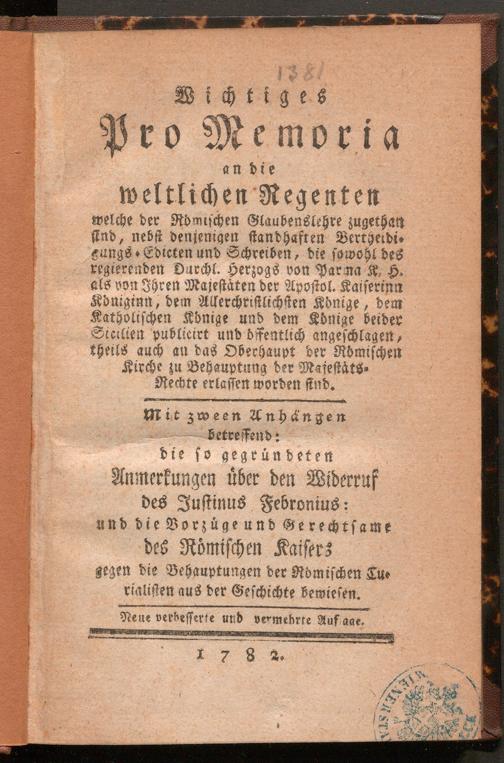 1381
Wichtiges
Pro Memoria
an die
weltlichen Regenten
welche der Römischen Glaubenslehre zugethan
sind, nebst denjenigen standhaften Vertheidi-
gungs-Edicten und Schreiben, die sowohl des
regierenden Durchl. Herzogs von Parma K. H.
als von Ihren Majestäten der Apostol. Kaiserinn
Königinn, dem Allerchristlichsten Könige, dem
Katholischen Könige und dem Könige beider
Sicilien publicirt und öffentlich angeschlagen,
theils auch an das Oberhaupt der Römischen
Kirche zu Behauptung der Majestäts-
Rechte erlassen worden sind.
Mit zween Anhängen
betreffend:
die so gegründeten
Anmerkungen über den Widerruf
des Justinus Febronius:
und die Vorzüge und Gerechtsame
des Römischen Kaisers
gegen die Behauptungen der Römischen Cu-
rialisten aus der Geschichte bewiesen.
Neue verbesserte und vermehrte Auflage.
1782.
WIENER STA